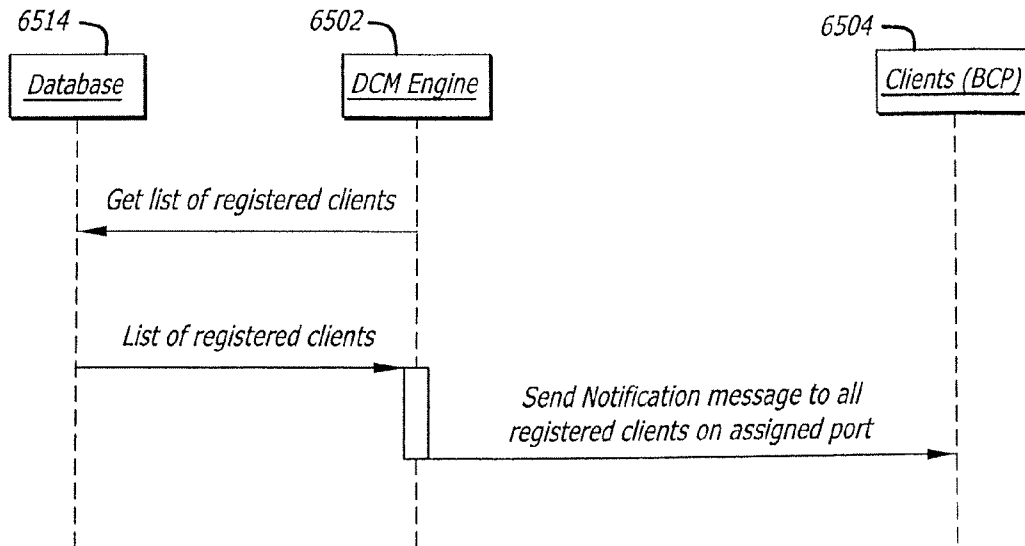 6514
6502
6504
Database
DCM Engine
Clients (BCP)
Get list of registered clients
List of registered clients
Send Notification message to all
registered clients on assigned port